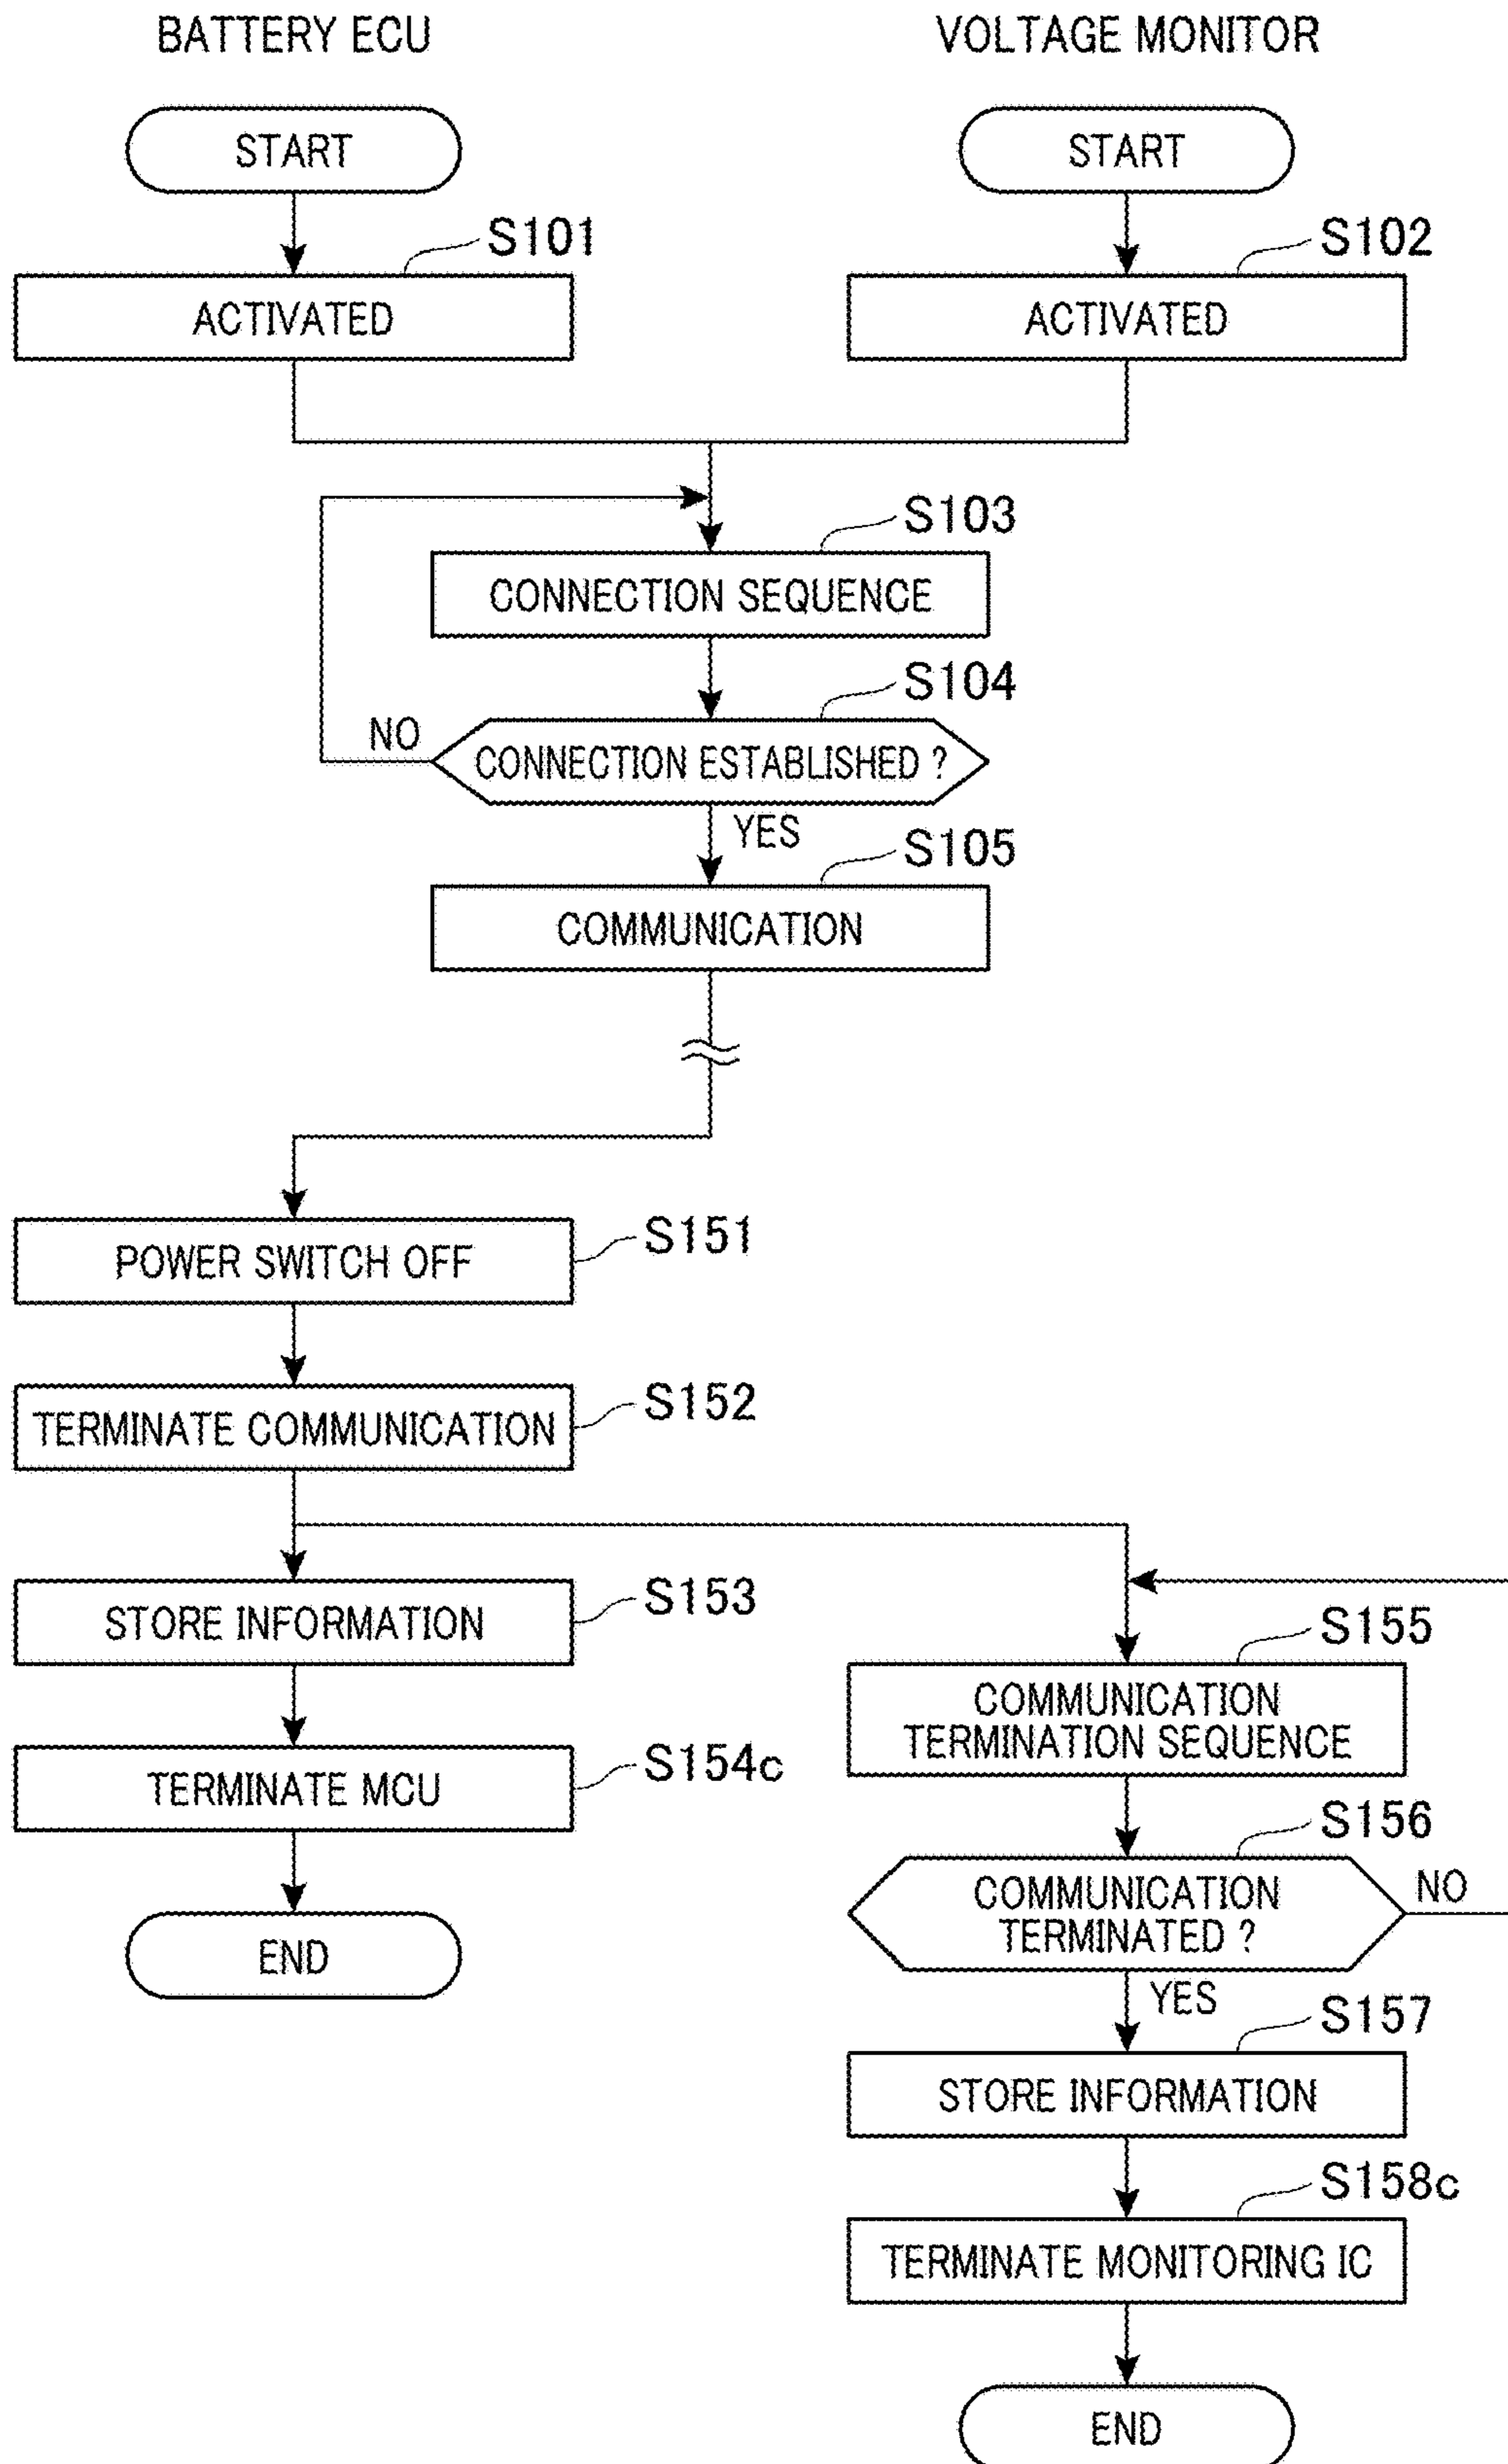 BATTERY ECU
VOLTAGE MONITOR
START
START
S101
S102
ACTIVATED
ACTIVATED
S103
CONNECTION SEQUENCE
S104
NO
CONNECTION ESTABLISHED ?
YES
S105
COMMUNICATION
S151
POWER SWITCH OFF
S152
TERMINATE COMMUNICATION
S153
STORE INFORMATION
S155
COMMUNICATION
TERMINATION SEQUENCE
S154c
TERMINATE MCU
S156
COMMUNICATION
TERMINATED ?
NO
END
YES
S157
STORE INFORMATION
S158c
TERMINATE MONITORING IC
END